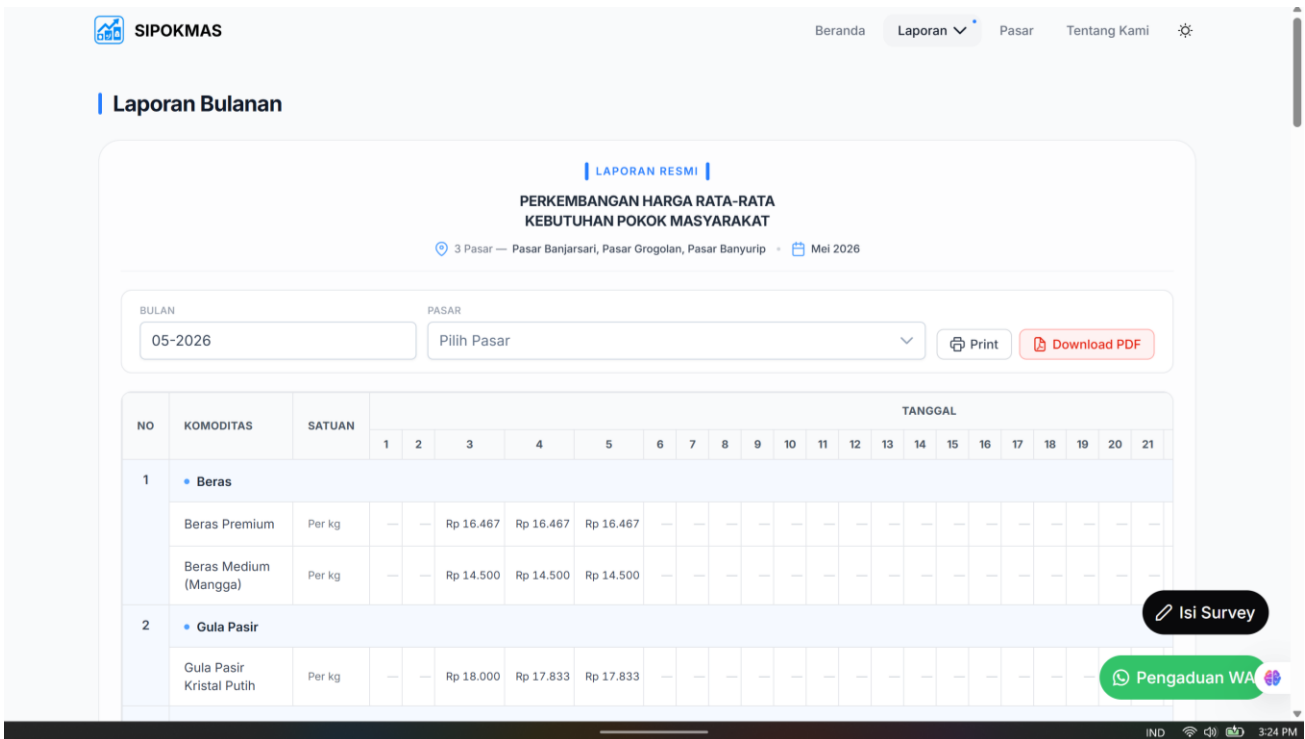 SIPOKMAS
Beranda Laporan Pasar Tentang Kami
Laporan Bulanan
LAPORAN RESMI
PERKEMBANGAN HARGA RATA-RATA
KEBUTUHAN POKOK MASYARAKAT
3 Pasar — Pasar Banjarsari, Pasar Grogolan, Pasar Banyurip • Mei 2026
BULAN PASAR
05-2026 Pilih Pasar Print Download PDF
NO KOMODITAS SATUAN TANGGAL
1 2 3 4 5 6 7 8 9 10 11 12 13 14 15 16 17 18 19 20 21
1 • Beras
Beras Premium Per kg — — Rp 16.467 Rp 16.467 Rp 16.467 — — — — — — — — — — — — — — — —
Beras Medium
(Mangga) Per kg — — Rp 14.500 Rp 14.500 Rp 14.500 — — — — — — — — — — — — — — — —
Isi Survey
2 • Gula Pasir
Gula Pasir
Kristal Putih Per kg — — Rp 18.000 Rp 17.833 Rp 17.833 — — — — — — — — — — — — — —
Pengaduan WA
IND 3:24 PM